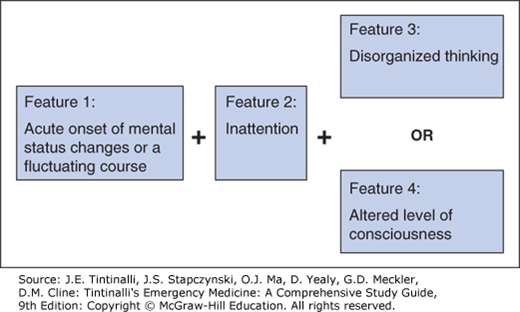 Feature 1:
Acute onset of mental
status changes or a
fluctuating course
+
Feature 2:
Inattention
+
Feature 3:
Disorganized thinking
OR
Feature 4:
Altered level of
consciousness
Source: J.E. Tintinalli, J.S. Stapczynski, O.J. Ma, D. Yealy, G.D. Meckler,
D.M. Cline: Tintinalli's Emergency Medicine: A Comprehensive Study Guide,
9th Edition: Copyright © McGraw-Hill Education. All rights reserved.